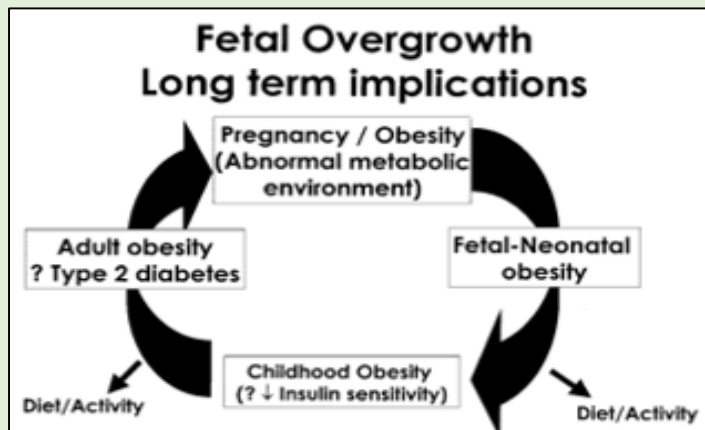 Fetal Overgrowth
Long term implications
Pregnancy / Obesity
(Abnormal metabolic
environment)
Adult obesity
? Type 2 diabetes
Fetal-Neonatal
obesity
Childhood Obesity
(? ↓ Insulin sensitivity)
Diet/Activity
Diet/Activity